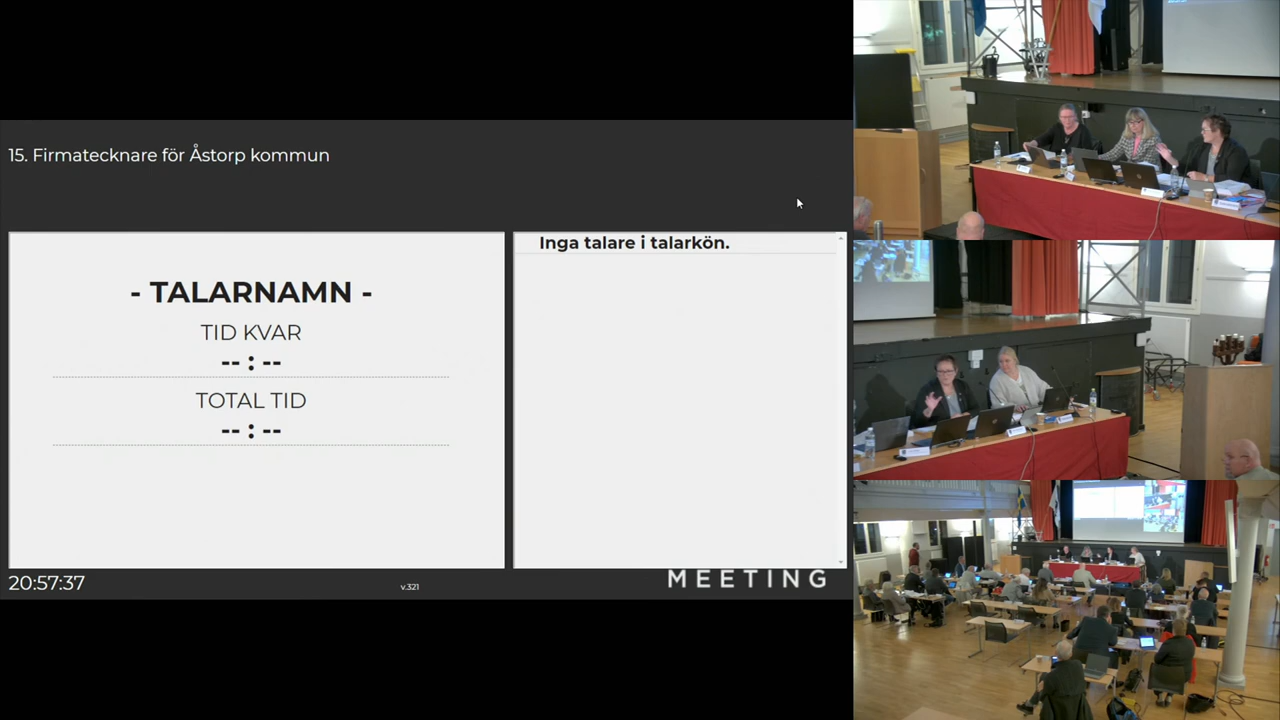 15. Firmatecknare för Åstorp kommun
- TALARNAMN -
TID KVAR
-- : --
TOTAL TID
-- : --
Inga talare i talarkön.
20:57:37
v.321
MEETING